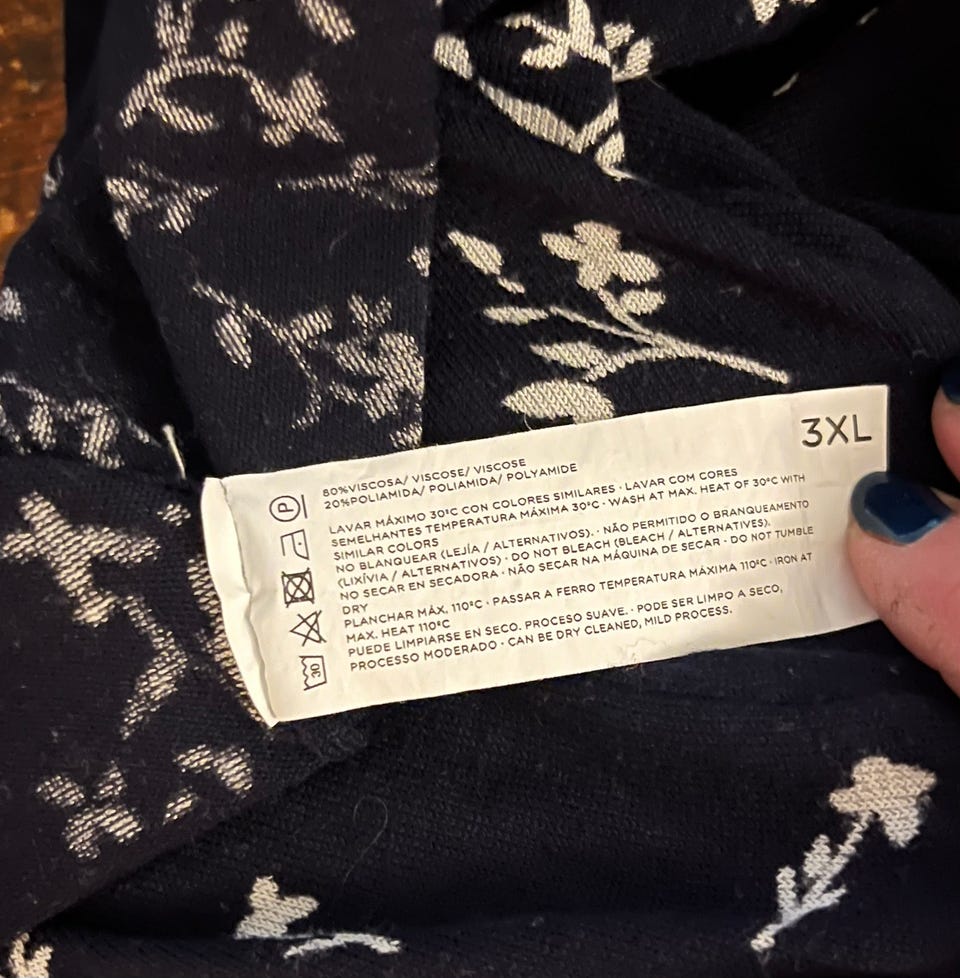 3XL
80%VISCOSA/ VISCOSE/ VISCOSE
20%POLIAMIDA/ POLIAMIDA/ POLYAMIDE
LAVAR MÁXIMO 30ºC CON COLORES SIMILARES · LAVAR COM CORES
SEMELHANTES TEMPERATURA MÁXIMA 30ºC · WASH AT MAX. HEAT OF 30ºC WITH
SIMILAR COLORS
NO BLANQUEAR (LEJÍA / ALTERNATIVOS). · NÃO PERMITIDO O BRANQUEAMENTO
(LIXÍVIA / ALTERNATIVOS) · DO NOT BLEACH (BLEACH / ALTERNATIVES).
NO SECAR EN SECADORA · NÃO SECAR NA MÁQUINA DE SECAR · DO NOT TUMBLE
DRY
PLANCHAR MÁX. 110ºC · PASSAR A FERRO TEMPERATURA MÁXIMA 110ºC · IRON AT
MAX. HEAT 110ºC
PUEDE LIMPIARSE EN SECO. PROCESO SUAVE. · PODE SER LIMPO A SECO,
PROCESSO MODERADO · CAN BE DRY CLEANED, MILD PROCESS.
P
30